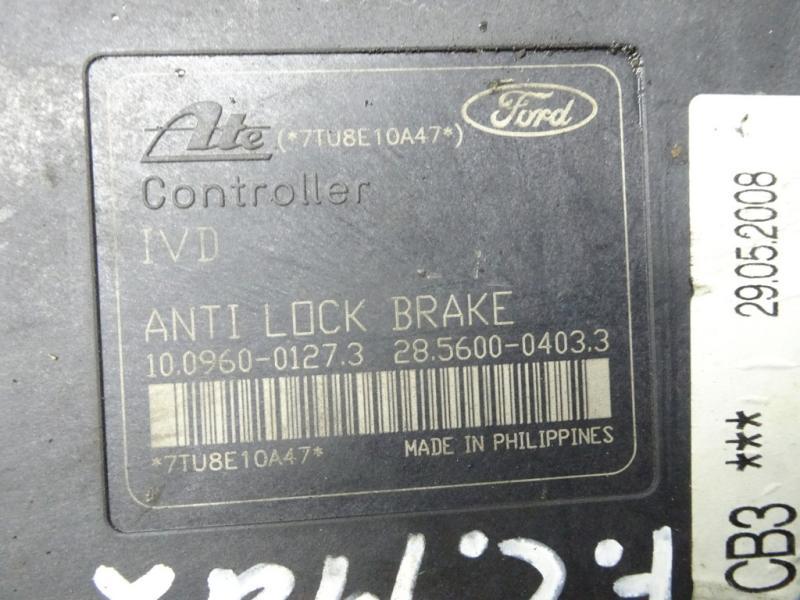 Ate (*7TU8E10A47*) Ford
Controller
IVD
ANTI LOCK BRAKE
10.0960-0127.3 28.5600-0403.3
*7TU8E10A47* MADE IN PHILIPPINES
CB3 *** 29.05.2008
F.C. MAX